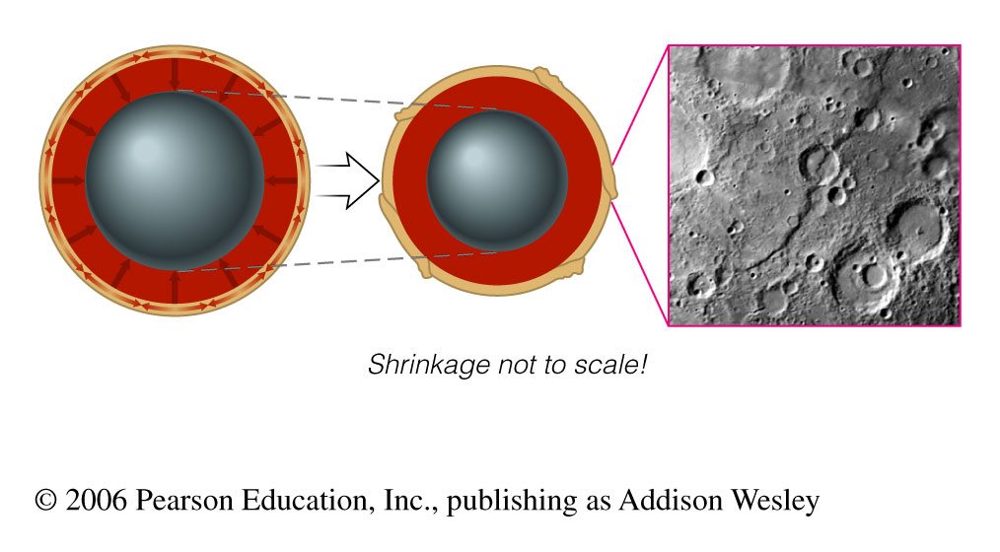 Shrinkage not to scale!
© 2006 Pearson Education, Inc., publishing as Addison Wesley